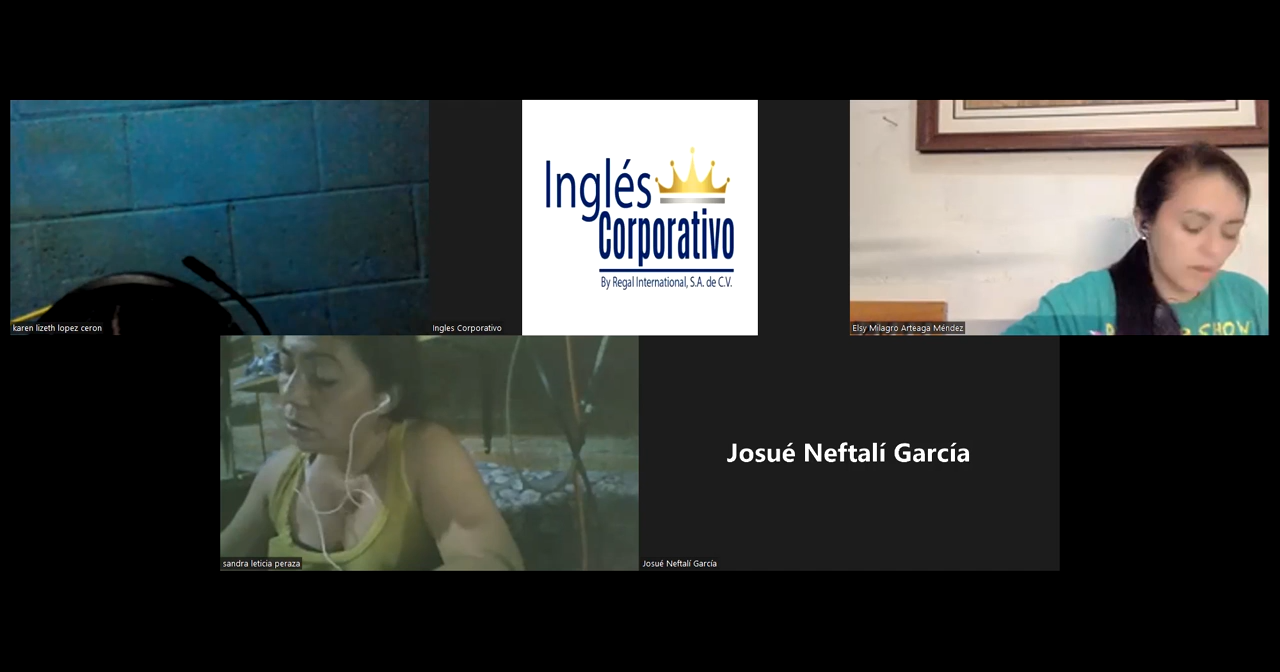 Inglés
Corporativo
By Regal International, S.A. de C.V.
karen lizeth lopez ceron
Ingles Corporativo
Elsy Milagro Arteaga Méndez
SHOW
sandra leticia peraza
Josué Neftalí García
Josué Neftalí García